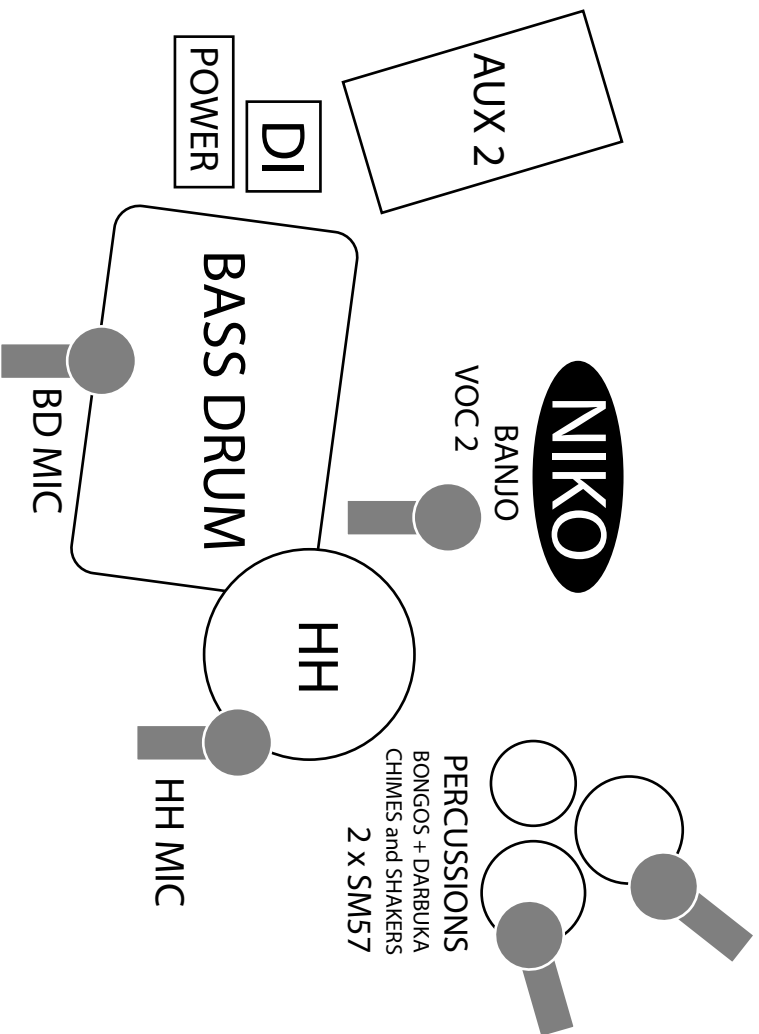 AUX 2
DI
POWER
NIKO
BANJO
VOC 2
BASS DRUM
BD MIC
HH
HH MIC
PERCUSSIONS
BONGOS + DARBUKA
CHIMES and SHAKERS
2 x SM57